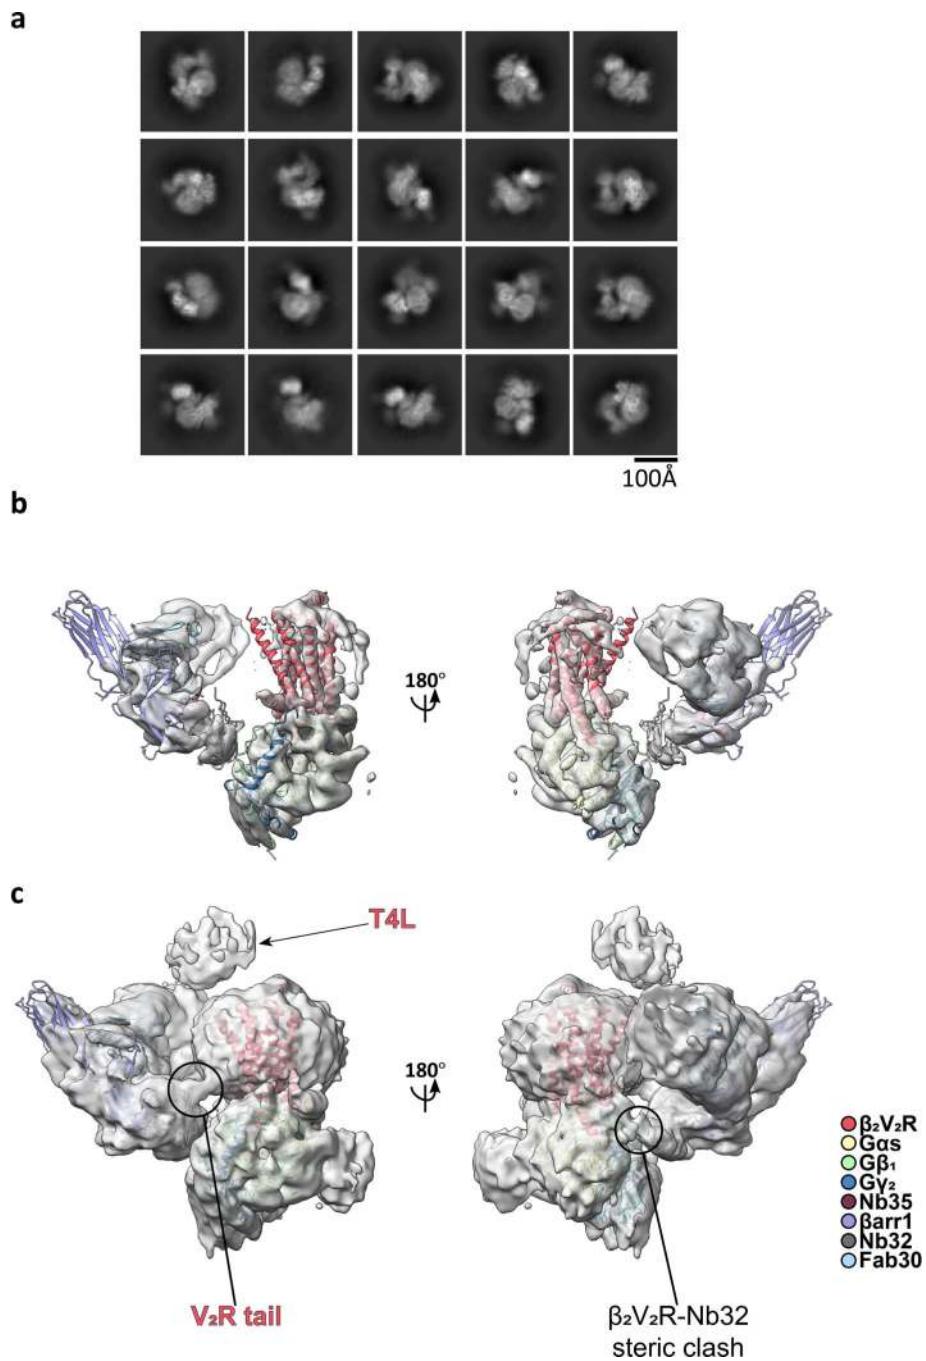 a
100Å
b
180°
c
T4L
180°
β₂V₂R
Gαs
Gβ₁
Gγ₂
Nb35
βarr1
Nb32
Fab30
V₂R tail
β₂V₂R-Nb32
steric clash